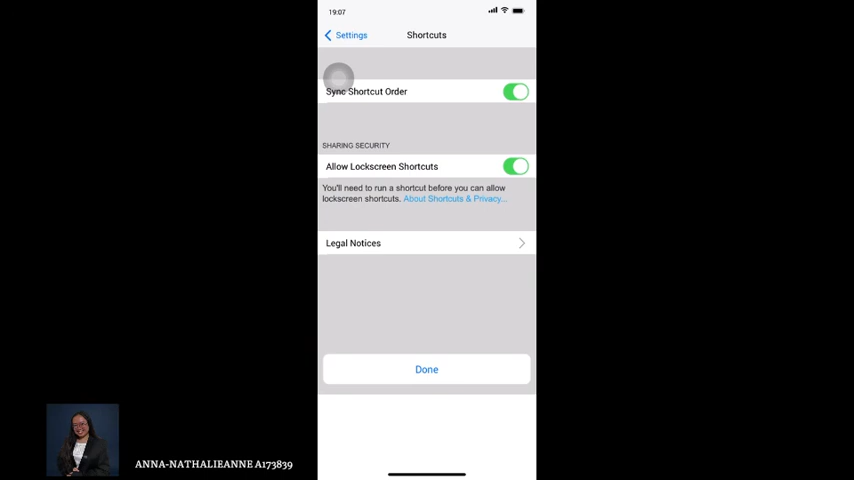 19:07
Settings
Shortcuts
Sync Shortcut Order
SHARING SECURITY
Allow Lockscreen Shortcuts
You'll need to run a shortcut before you can allow
lockscreen shortcuts. About Shortcuts & Privacy...
Legal Notices
Done
ANNA-NATHALIEANNE A173839